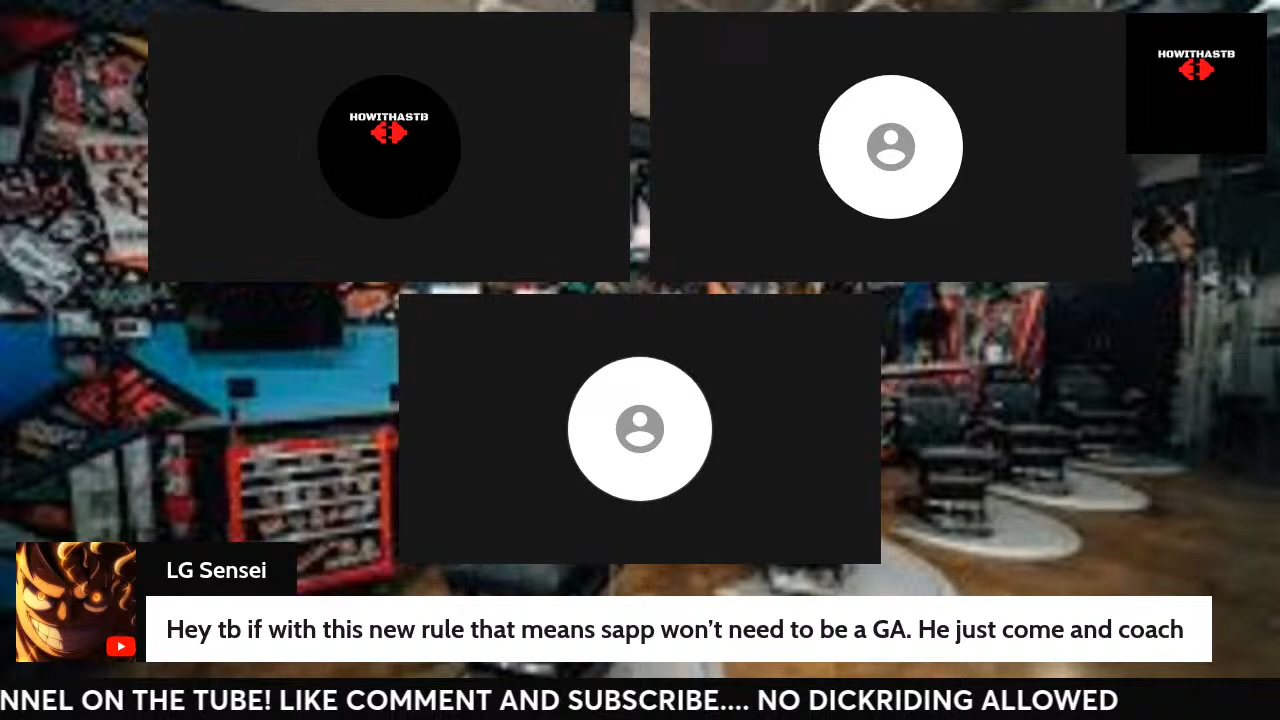 HOWITHASTB
HOWITHASTB
LG Sensei
Hey tb if with this new rule that means sapp won’t need to be a GA. He just come and coach
NNEL ON THE TUBE! LIKE COMMENT AND SUBSCRIBE.... NO DICKRIDING ALLOWED